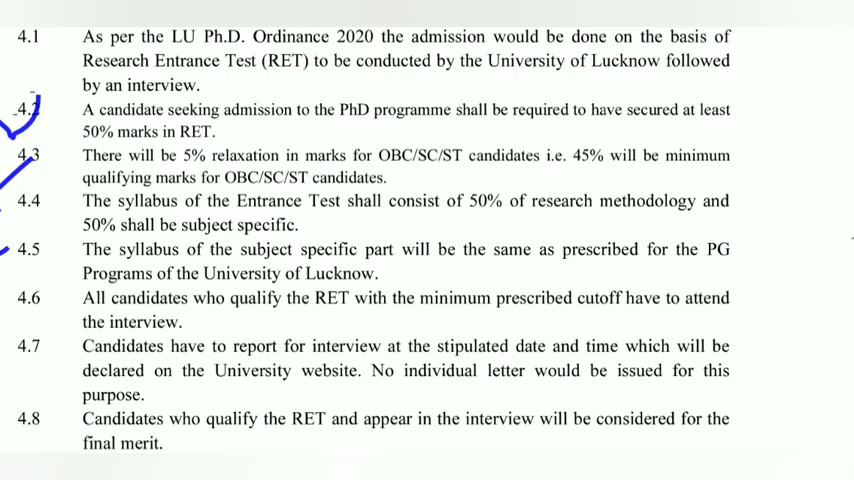 4.1 As per the LU Ph.D. Ordinance 2020 the admission would be done on the basis of
Research Entrance Test (RET) to be conducted by the University of Lucknow followed
by an interview.
4.2 A candidate seeking admission to the PhD programme shall be required to have secured at least
50% marks in RET.
4.3 There will be 5% relaxation in marks for OBC/SC/ST candidates i.e. 45% will be minimum
qualifying marks for OBC/SC/ST candidates.
4.4 The syllabus of the Entrance Test shall consist of 50% of research methodology and
50% shall be subject specific.
4.5 The syllabus of the subject specific part will be the same as prescribed for the PG
Programs of the University of Lucknow.
4.6 All candidates who qualify the RET with the minimum prescribed cutoff have to attend
the interview.
4.7 Candidates have to report for interview at the stipulated date and time which will be
declared on the University website. No individual letter would be issued for this
purpose.
4.8 Candidates who qualify the RET and appear in the interview will be considered for the
final merit.